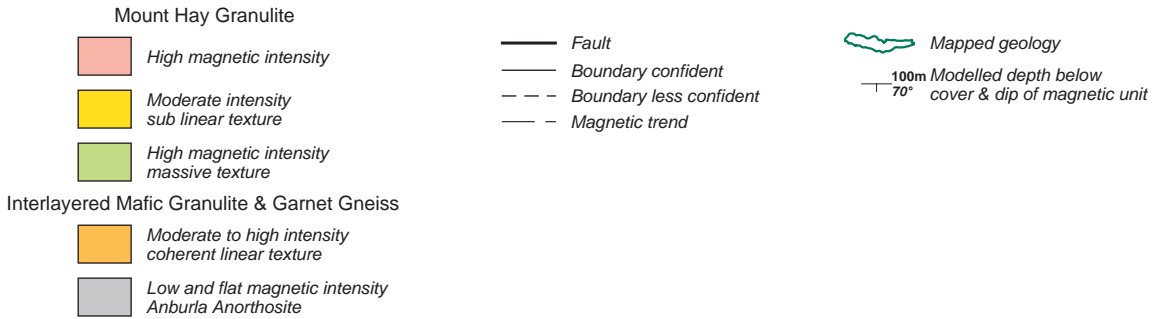 Mount Hay Granulite
High magnetic intensity
Moderate intensity
sub linear texture
High magnetic intensity
massive texture
Interlayered Mafic Granulite & Garnet Gneiss
Moderate to high intensity
coherent linear texture
Low and flat magnetic intensity
Anburla Anorthosite
Fault
Boundary confident
Boundary less confident
Magnetic trend
Mapped geology
100m
70°
Modelled depth below
cover & dip of magnetic unit